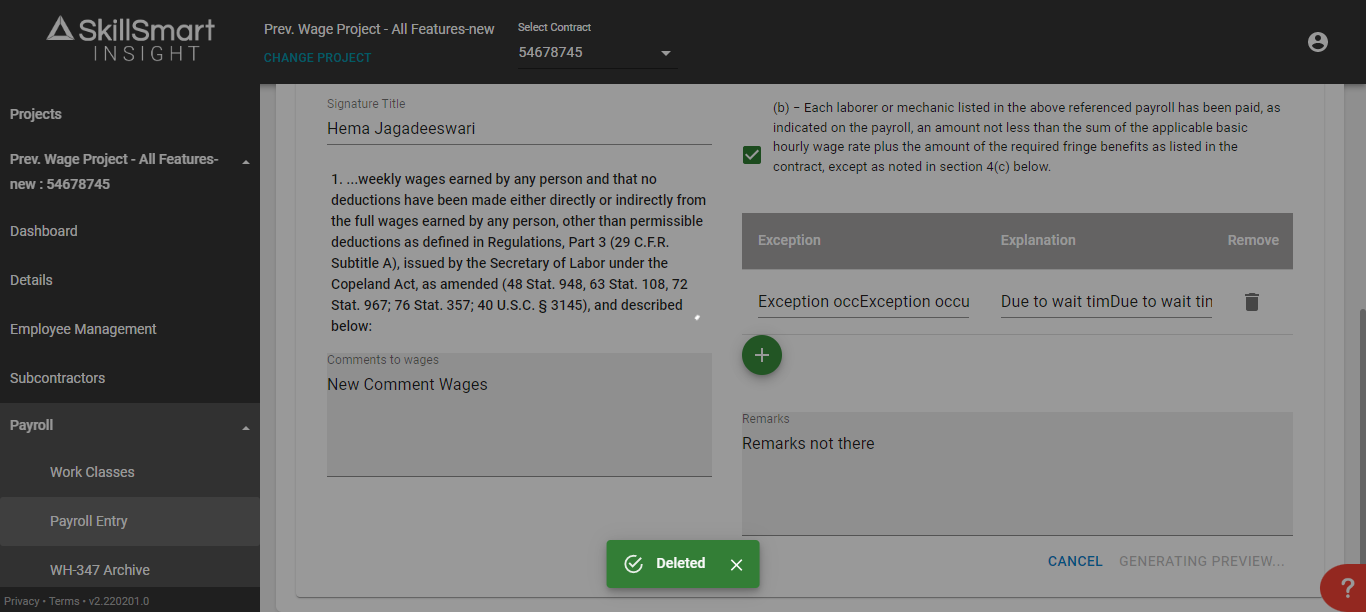 SkillSmart
INSIGHT
Prev. Wage Project - All Features-new
CHANGE PROJECT
Select Contract
54678745
Projects
Prev. Wage Project - All Features-
new : 54678745
Dashboard
Details
Employee Management
Subcontractors
Payroll
Work Classes
Payroll Entry
WH-347 Archive
Privacy • Terms • v2.220201.0
Signature Title
Hema Jagadeeswari
1. ...weekly wages earned by any person and that no
deductions have been made either directly or indirectly from
the full wages earned by any person, other than permissible
deductions as defined in Regulations, Part 3 (29 C.F.R.
Subtitle A), issued by the Secretary of Labor under the
Copeland Act, as amended (48 Stat. 948, 63 Stat. 108, 72
Stat. 967; 76 Stat. 357; 40 U.S.C. § 3145), and described
below:
Comments to wages
New Comment Wages
(b) – Each laborer or mechanic listed in the above referenced payroll has been paid, as
indicated on the payroll, an amount not less than the sum of the applicable basic
hourly wage rate plus the amount of the required fringe benefits as listed in the
contract, except as noted in section 4(c) below.
Exception Explanation Remove
Exception occException occu Due to wait timDue to wait tim
+
Remarks
Remarks not there
Deleted
CANCEL GENERATING PREVIEW...
?